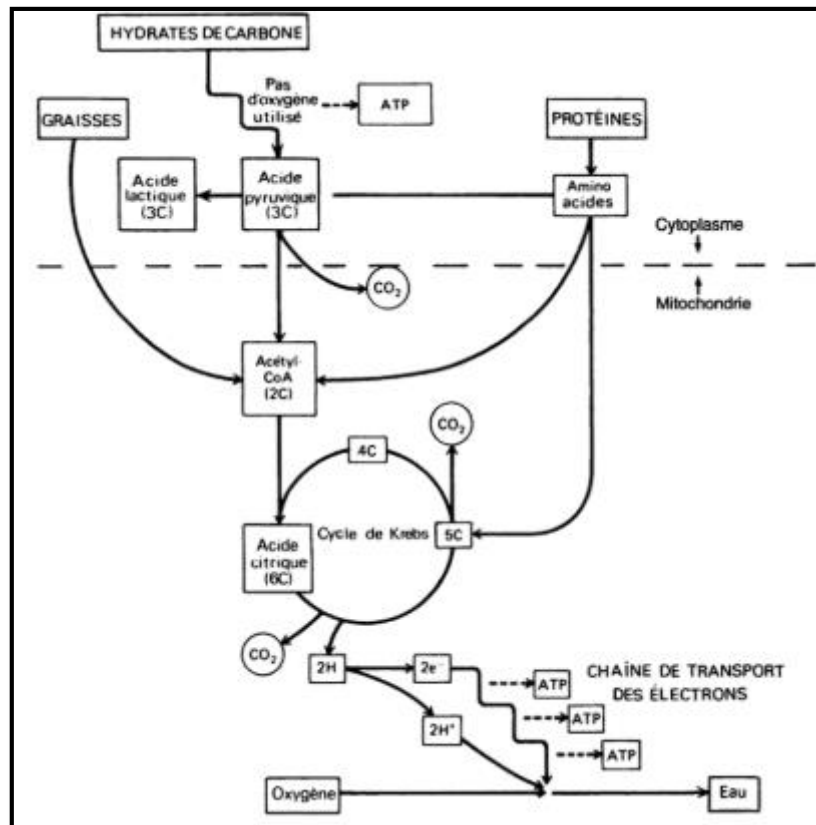 HYDRATES DE CARBONE
Pas
d'oxygène
utilisé
ATP
GRAISSES
PROTÉINES
Acide
lactique
(3C)
Acide
pyruvique
(3C)
Amino
acides
Cytoplasme
CO₂
Mitochondrie
Acétyl-
CoA
(2C)
CO₂
4C
Cycle de Krebs
5C
Acide
citrique
(6C)
CO₂
2H
2e⁻
CHAÎNE DE TRANSPORT
DES ÉLECTRONS
ATP
ATP
2H⁺
ATP
Oxygène
Eau